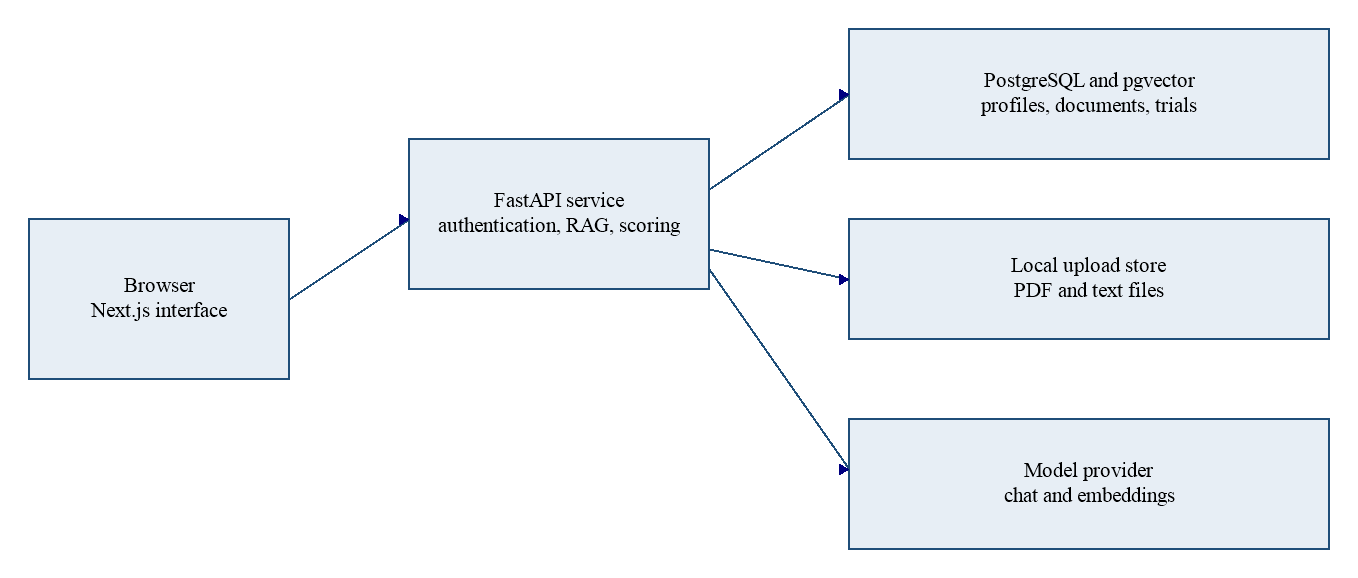 PostgreSQL and pgvector
profiles, documents, trials
FastAPI service
authentication, RAG, scoring
Browser
Next.js interface
Local upload store
PDF and text files
Model provider
chat and embeddings